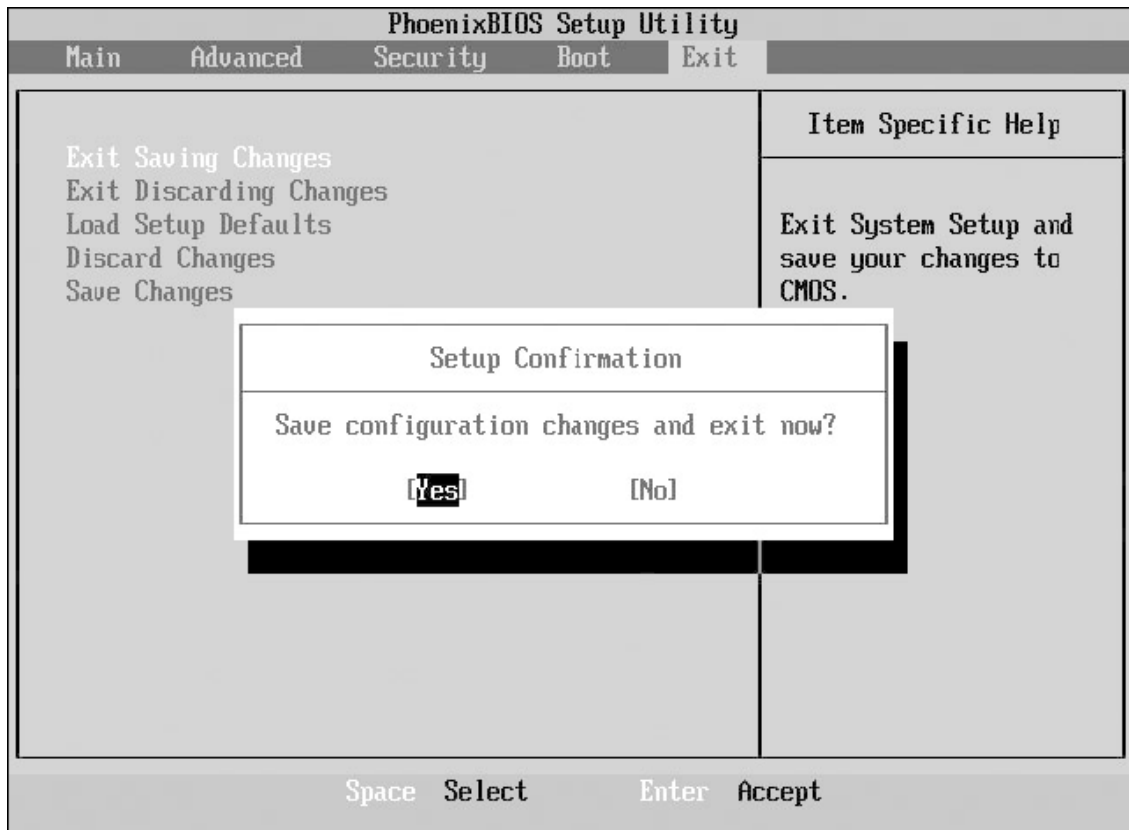 PhoenixBIOS Setup Utility
Main Advanced Security Boot Exit
Exit Saving Changes
Exit Discarding Changes
Load Setup Defaults
Discard Changes
Save Changes
Item Specific Help
Exit System Setup and
save your changes to
CMOS.
Setup Confirmation
Save configuration changes and exit now?
[Yes] [No]
Space Select Enter Accept